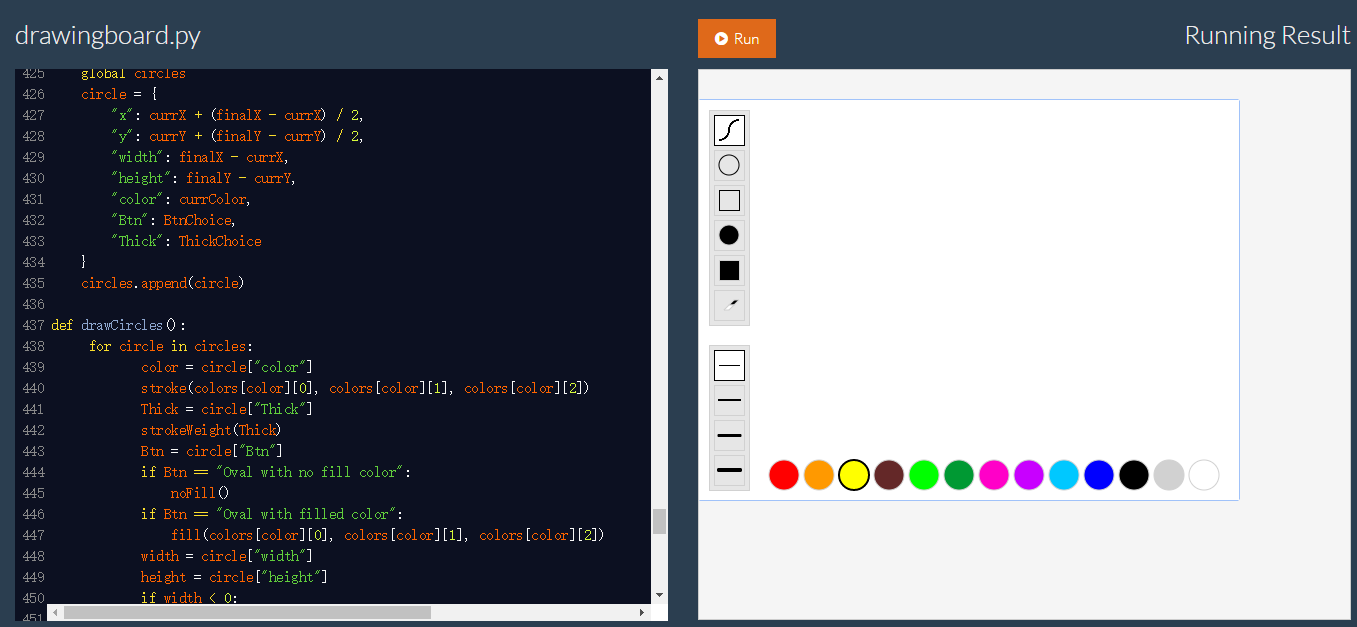 drawingboard.py
Run
Running Result
425 global circles
426 circle = {
427 "x": currX + (finalX - currX) / 2,
428 "y": currY + (finalY - currY) / 2,
429 "width": finalX - currX,
430 "height": finalY - currY,
431 "color": currColor,
432 "Btn": BtnChoice,
433 "Thick": ThickChoice
434 }
435 circles.append(circle)
436
437 def drawCircles():
438 for circle in circles:
439 color = circle["color"]
440 stroke(colors[color][0], colors[color][1], colors[color][2])
441 Thick = circle["Thick"]
442 strokeWeight(Thick)
443 Btn = circle["Btn"]
444 if Btn == "Oval with no fill color":
445 noFill()
446 if Btn == "Oval with filled color":
447 fill(colors[color][0], colors[color][1], colors[color][2])
448 width = circle["width"]
449 height = circle["height"]
450 if width < 0:
451